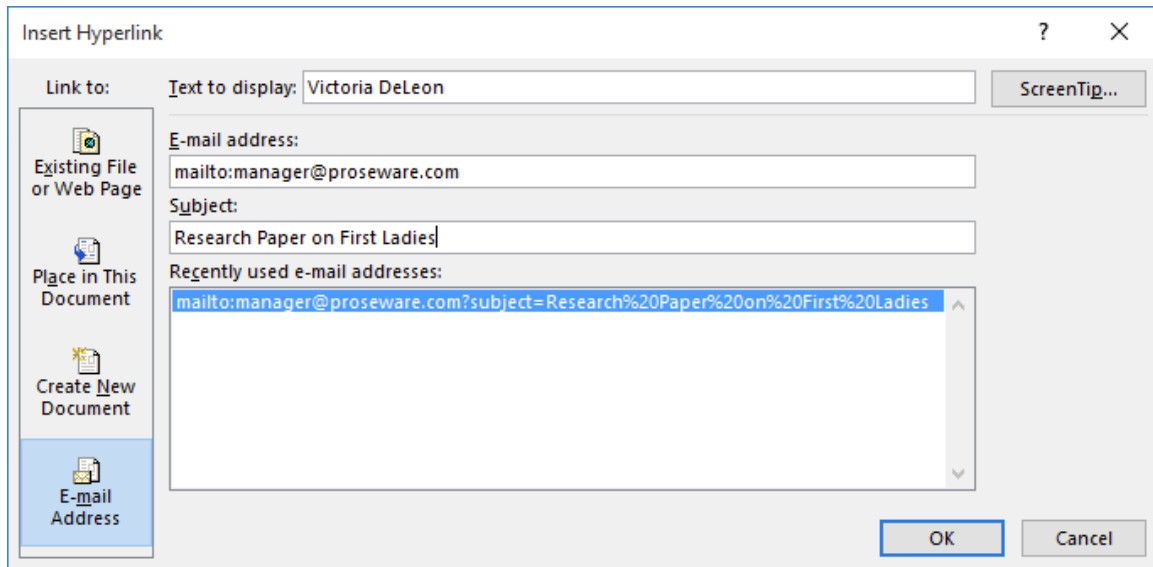 Insert Hyperlink
?
Link to:
Text to display: Victoria DeLeon
ScreenTip...
Existing File
or Web Page
Place in This
Document
Create New
Document
E-mail
Address
E-mail address:
mailto:manager@proseware.com
Subject:
Research Paper on First Ladies
Recently used e-mail addresses:
mailto:manager@proseware.com?subject=Research%20Paper%20on%20First%20Ladies
OK
Cancel